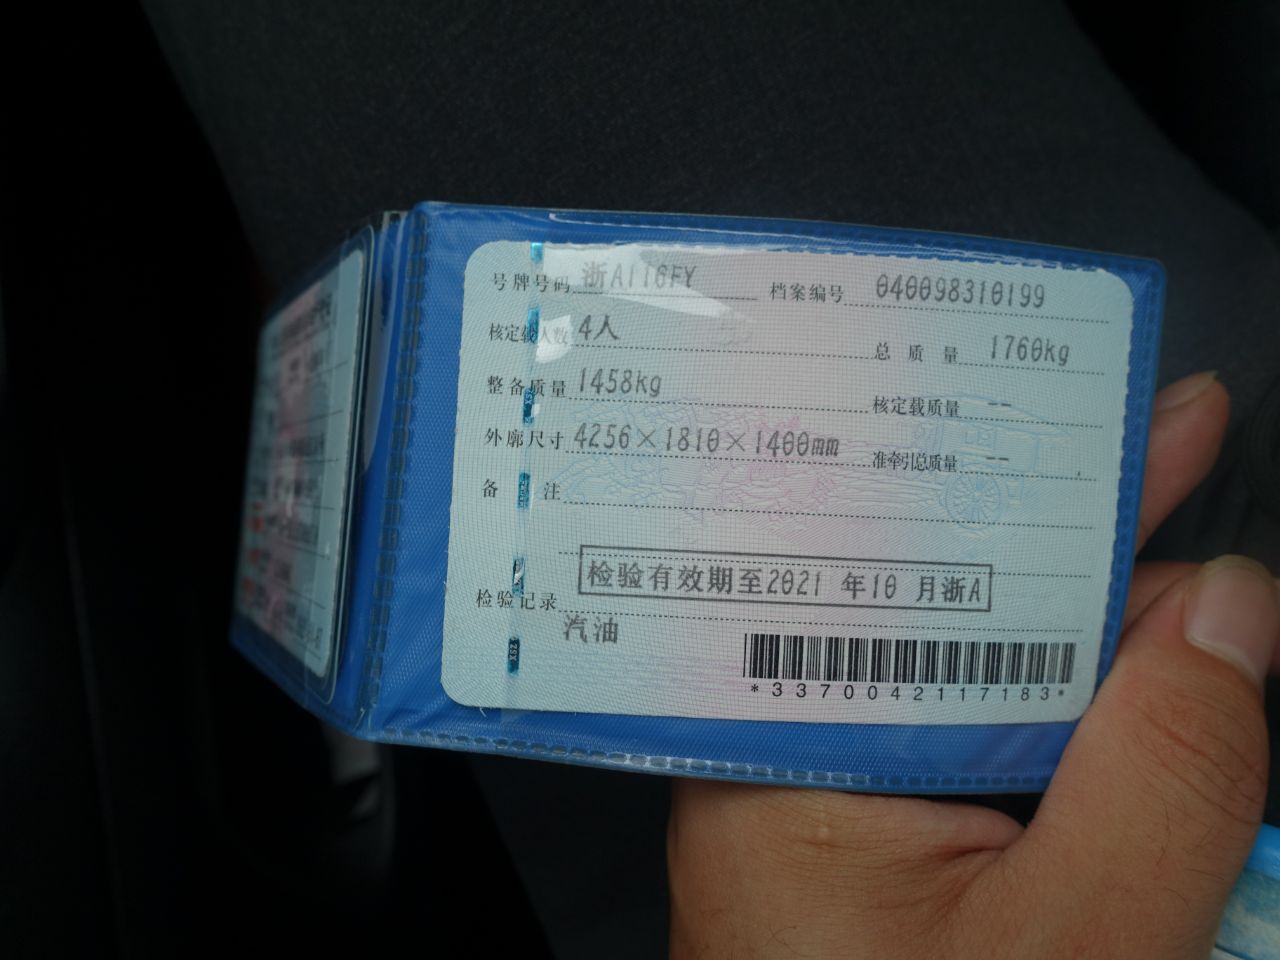 号牌号码 浙A116FY 档案编号 040098310199
核定载人数 4人 总质量 1760kg
整备质量 1458kg 核定载质量 --
外廓尺寸 4256×1810×1400mm 准牵引总质量 --
备注
检验有效期至2021年10月浙A
检验记录
汽油
*3370042117183*